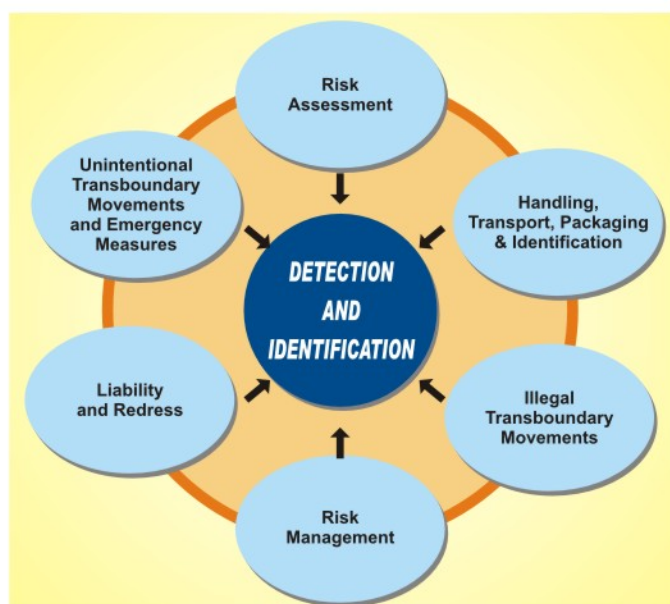 Risk
Assessment
Unintentional
Transboundary
Movements
and Emergency
Measures
Handling,
Transport, Packaging
& Identification
DETECTION
AND
IDENTIFICATION
Liability
and Redress
Illegal
Transboundary
Movements
Risk
Management